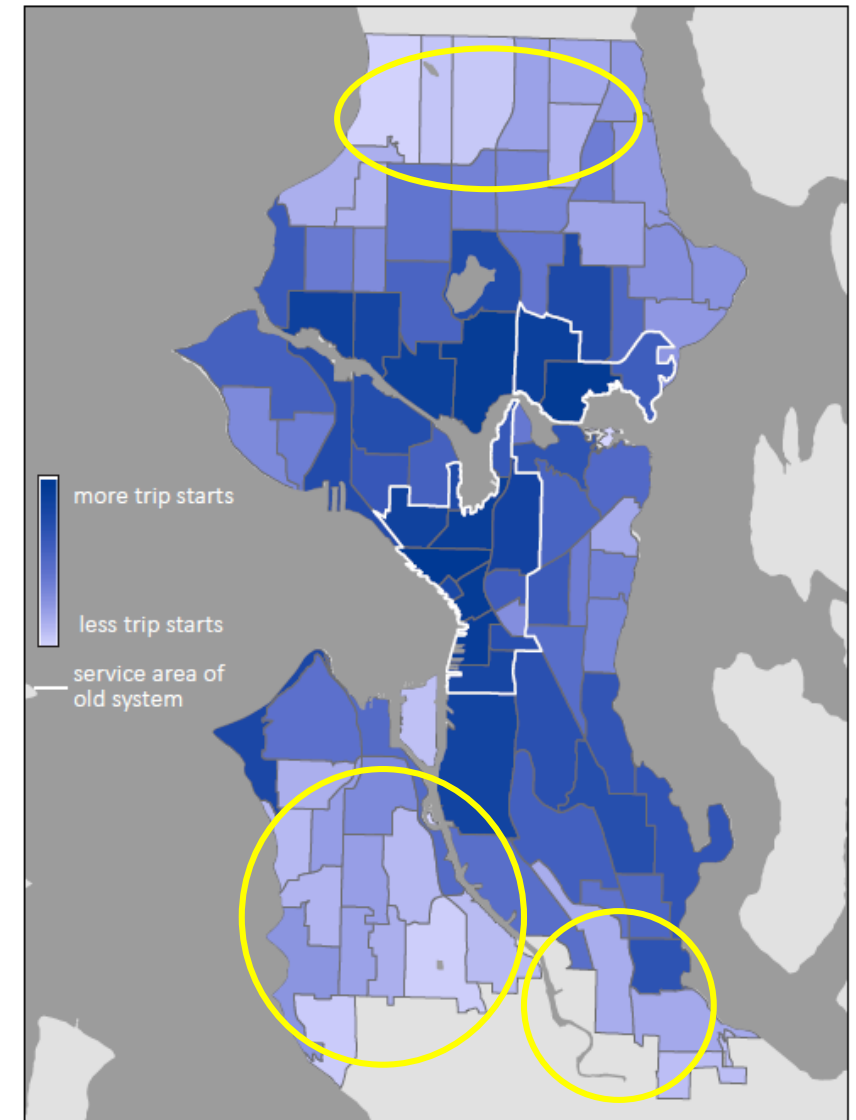 more trip starts
less trip starts
service area of
old system